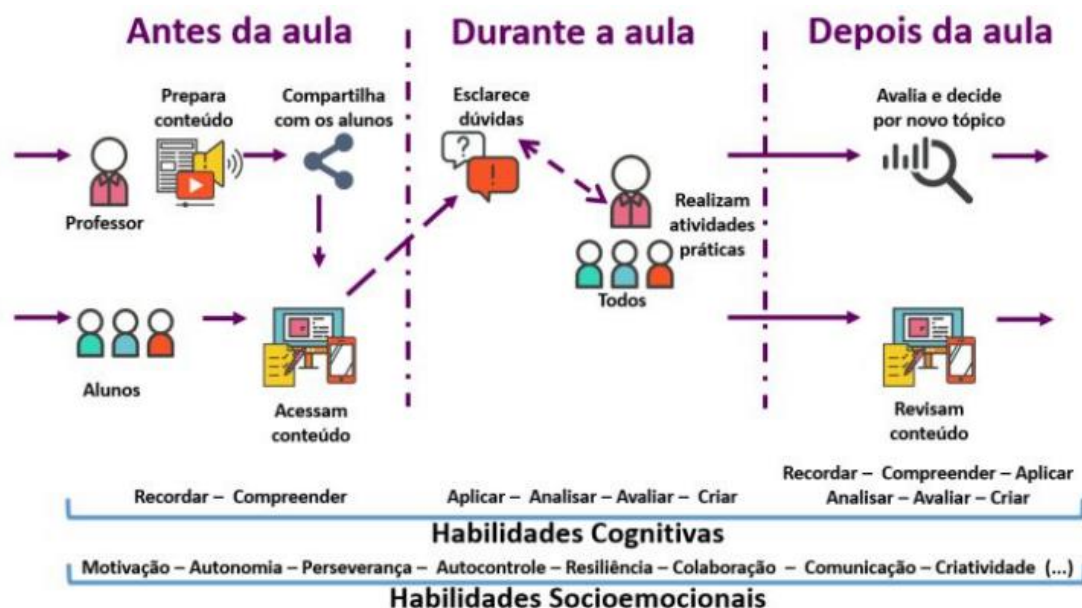 Antes da aula
Durante a aula
Depois da aula
Prepara
conteúdo
Compartilha
com os alunos
Professor
Alunos
Acessam
conteúdo
Esclarece
dúvidas
?
!
Realizam
atividades
práticas
Todos
Avalia e decide
por novo tópico
Revisam
conteúdo
Recordar – Compreender
Aplicar – Analisar – Avaliar – Criar
Recordar – Compreender – Aplicar
Analisar – Avaliar – Criar
Habilidades Cognitivas
Motivação – Autonomia – Perseverança – Autocontrole – Resiliência – Colaboração – Comunicação – Criatividade (...)
Habilidades Socioemocionais